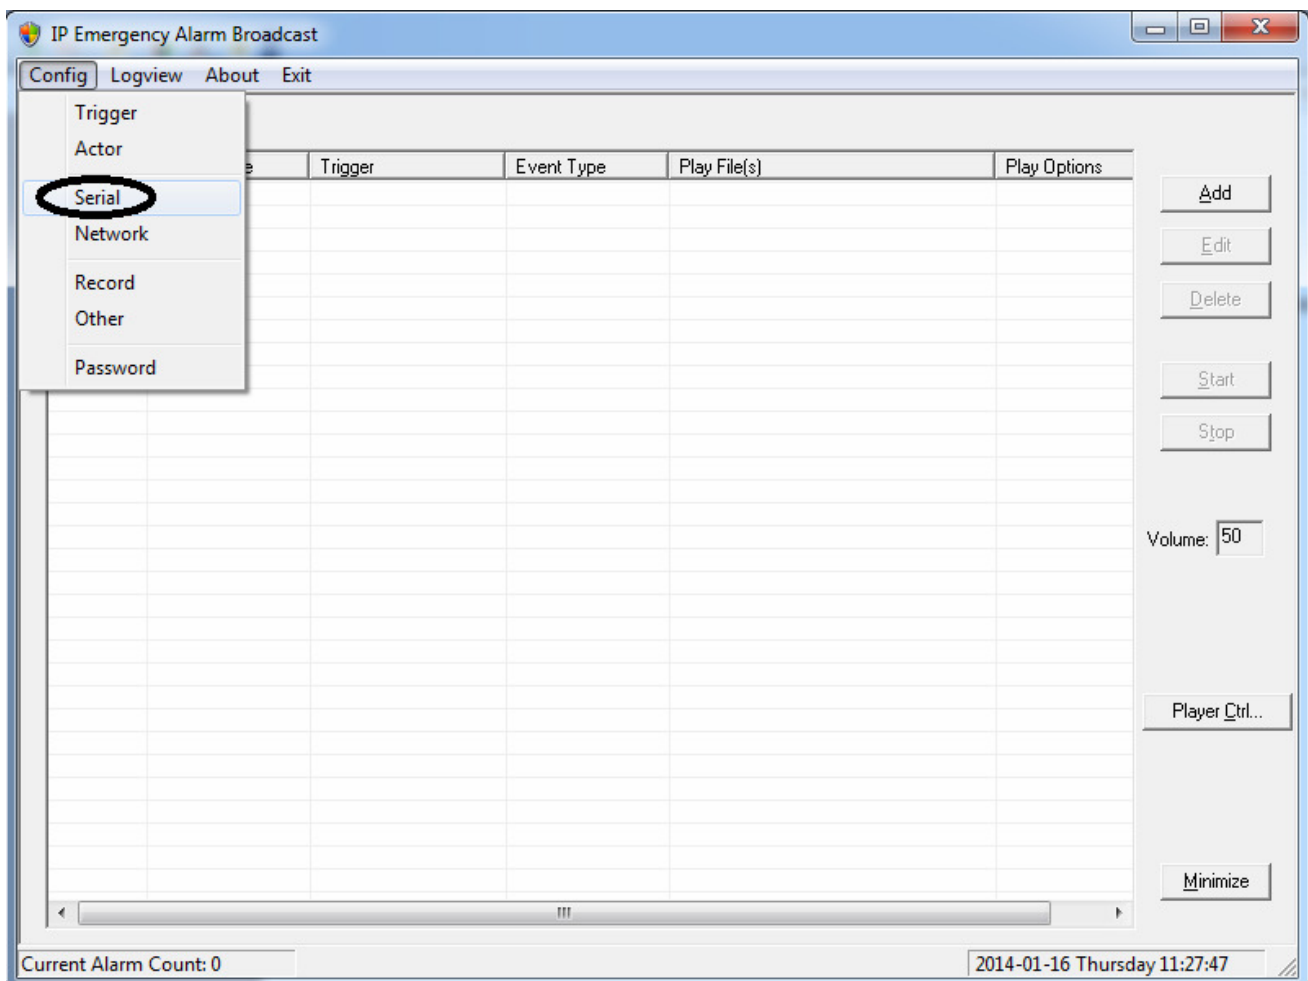 IP Emergency Alarm Broadcast
Config Logview About Exit
Trigger
Actor
Serial
Network
Record
Other
Password
e Trigger Event Type Play File(s) Play Options
Add
Edit
Delete
Start
Stop
Volume: 50
Player Ctrl...
Minimize
Current Alarm Count: 0 2014-01-16 Thursday 11:27:47